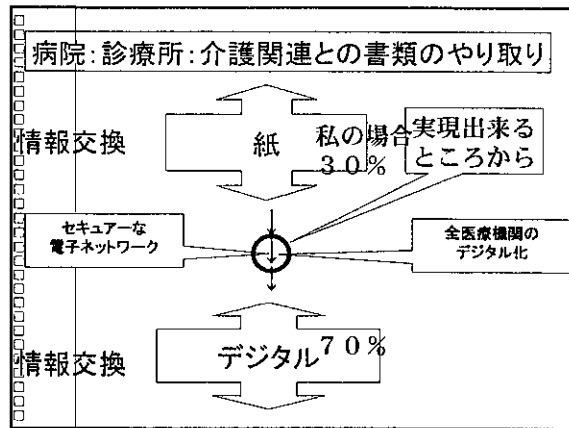 病院:診療所:介護関連との書類のやり取り
情報交換
紙
私の場合
30%
実現出来る
ところから
セキュアーな
電子ネットワーク
全医療機関の
デジタル化
情報交換
デジタル
70%